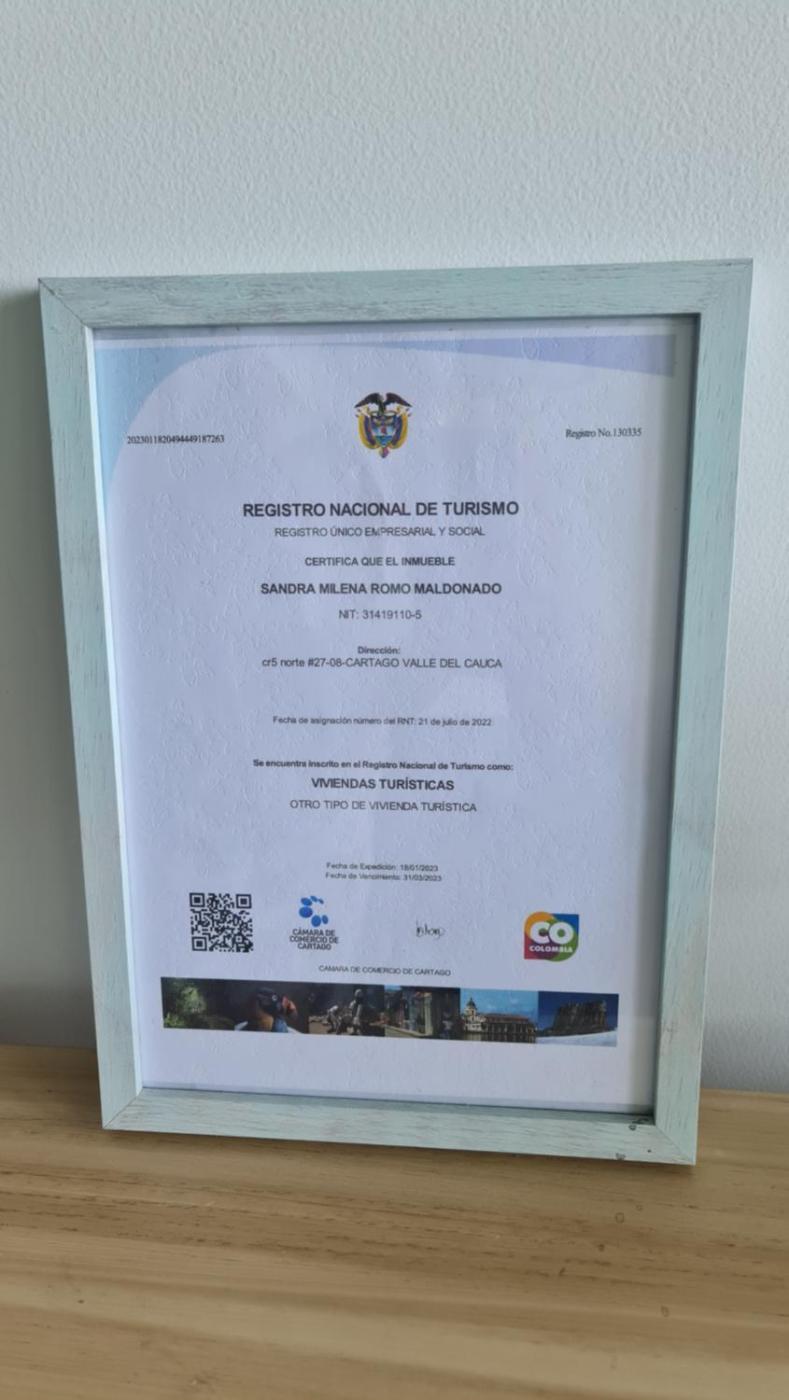 2023011820494449187263
Registro No.130335
REGISTRO NACIONAL DE TURISMO
REGISTRO ÚNICO EMPRESARIAL Y SOCIAL
CERTIFICA QUE EL INMUEBLE
SANDRA MILENA ROMO MALDONADO
NIT: 31419110-5
Dirección:
cr5 norte #27-08-CARTAGO VALLE DEL CAUCA
Fecha de asignación número del RNT: 21 de julio de 2022
Se encuentra inscrito en el Registro Nacional de Turismo como:
VIVIENDAS TURÍSTICAS
OTRO TIPO DE VIVIENDA TURÍSTICA
Fecha de Expedición: 18/01/2023
Fecha de Vencimiento: 31/03/2023
CÁMARA DE
COMERCIO DE
CARTAGO
CO
COLOMBIA
CAMARA DE COMERCIO DE CARTAGO